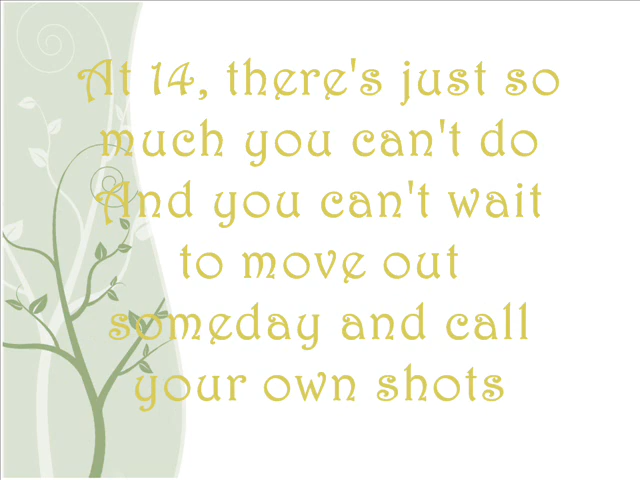 At 14, there's just so
much you can't do
And you can't wait
to move out
someday and call
your own shots